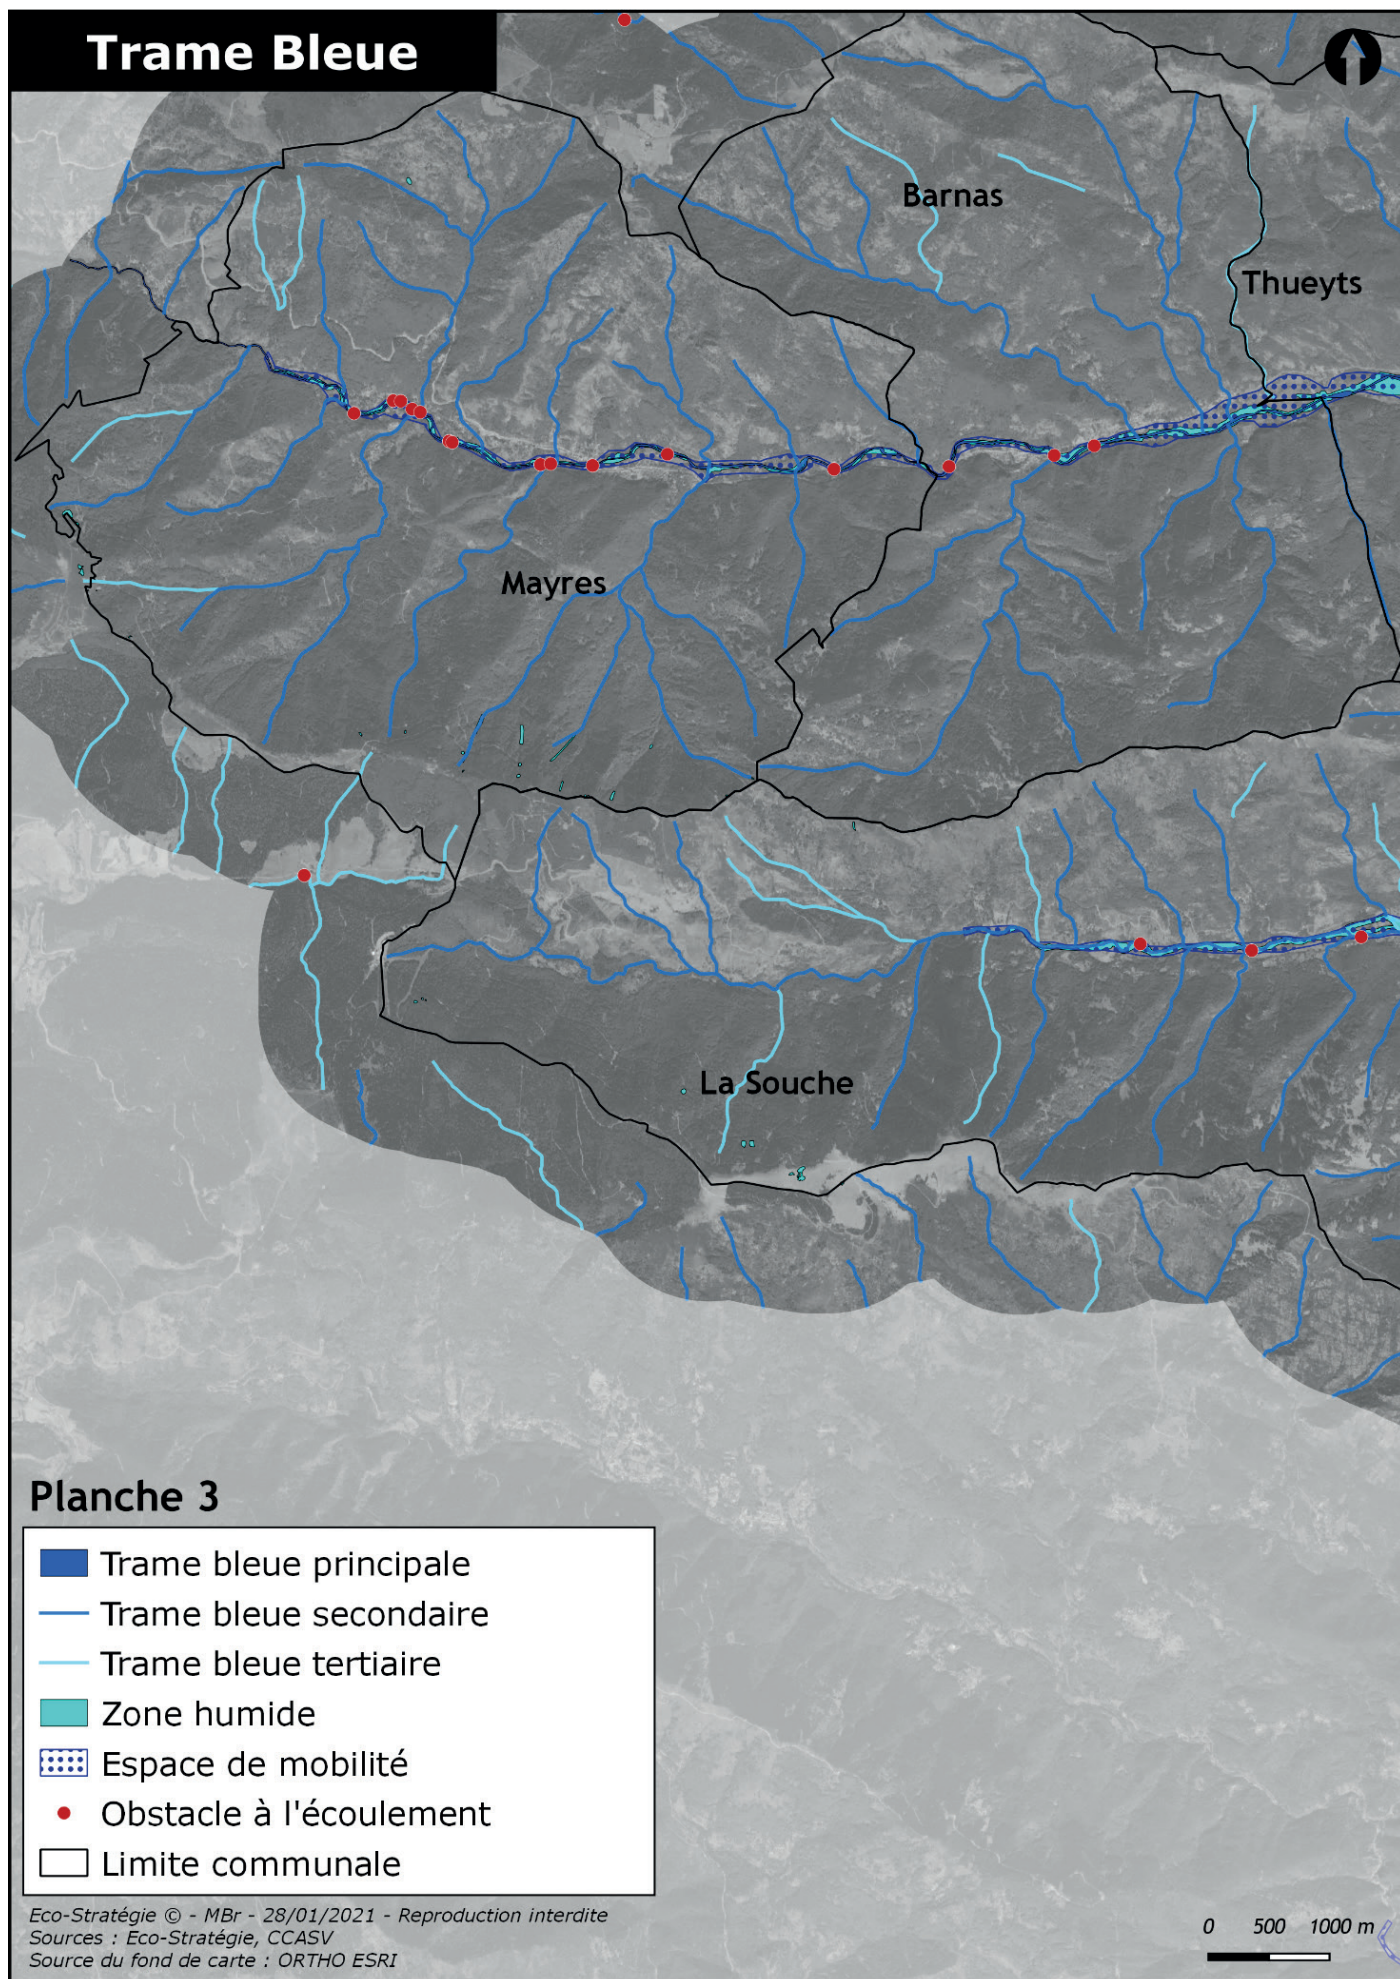 Trame Bleue
Barnas
Thueyts
Mayres
La Souche
Planche 3
Trame bleue principale
Trame bleue secondaire
Trame bleue tertiaire
Zone humide
Espace de mobilité
Obstacle à l'écoulement
Limite communale
Eco-Stratégie © - MBr - 28/01/2021 - Reproduction interdite
Sources : Eco-Stratégie, CCASV
Source du fond de carte : ORTHO ESRI
0 500 1000 m